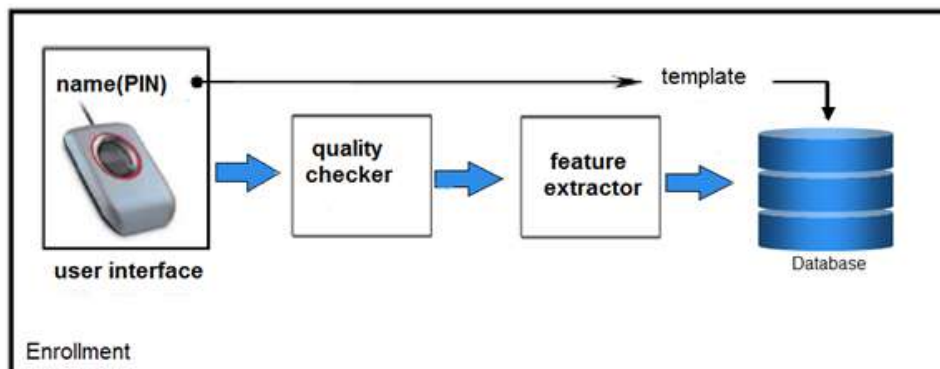 name(PIN)
template
quality
checker
feature
extractor
user interface
Database
Enrollment